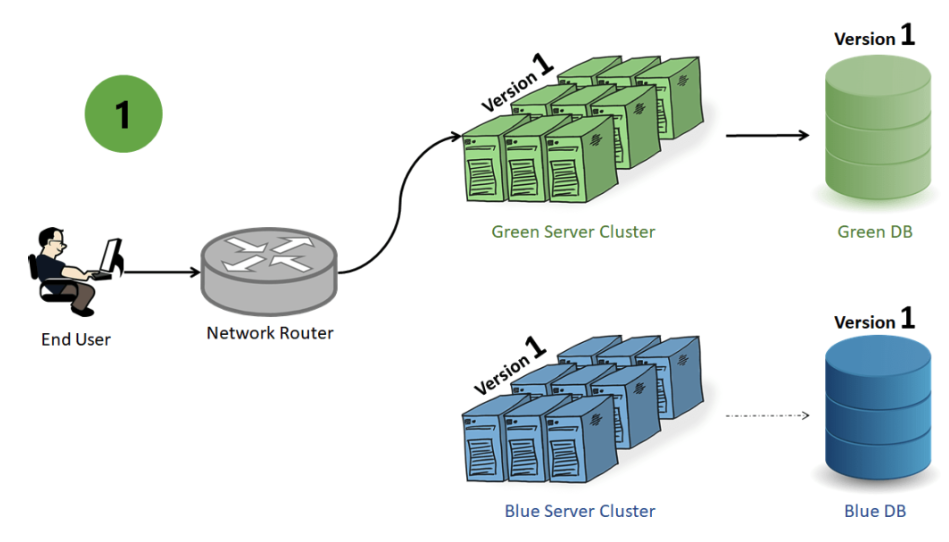 1
Version 1
Version 1
Green Server Cluster
Green DB
End User
Network Router
Version 1
Version 1
Blue Server Cluster
Blue DB